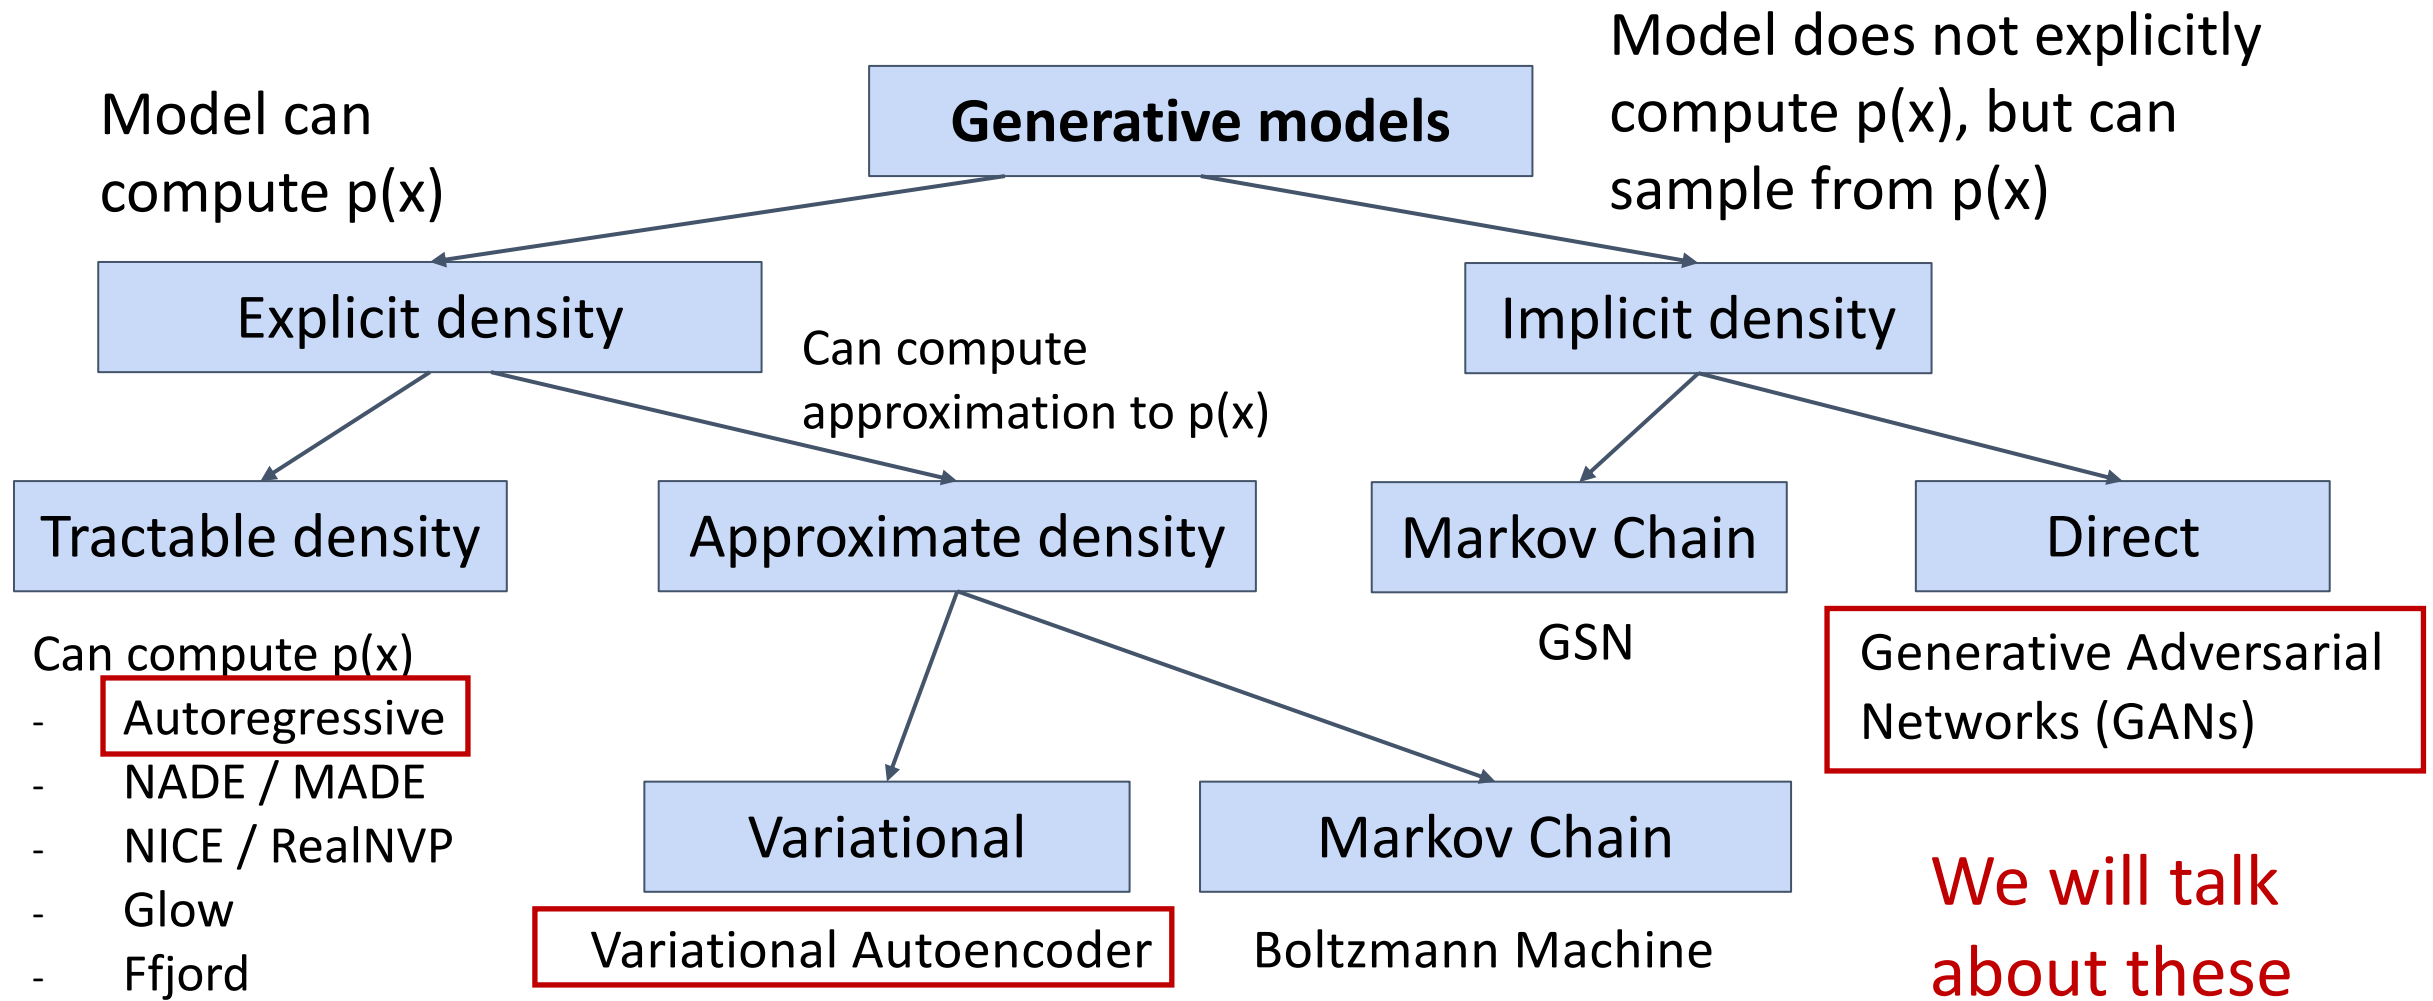 Generative models
Model can
compute p(x)
Model does not explicitly
compute p(x), but can
sample from p(x)
Explicit density
Implicit density
Can compute
approximation to p(x)
Tractable density
Approximate density
Markov Chain
Direct
Can compute p(x)
- Autoregressive
- NADE / MADE
- NICE / RealNVP
- Glow
- Ffjord
GSN
Generative Adversarial
Networks (GANs)
Variational
Markov Chain
Variational Autoencoder
Boltzmann Machine
We will talk
about these